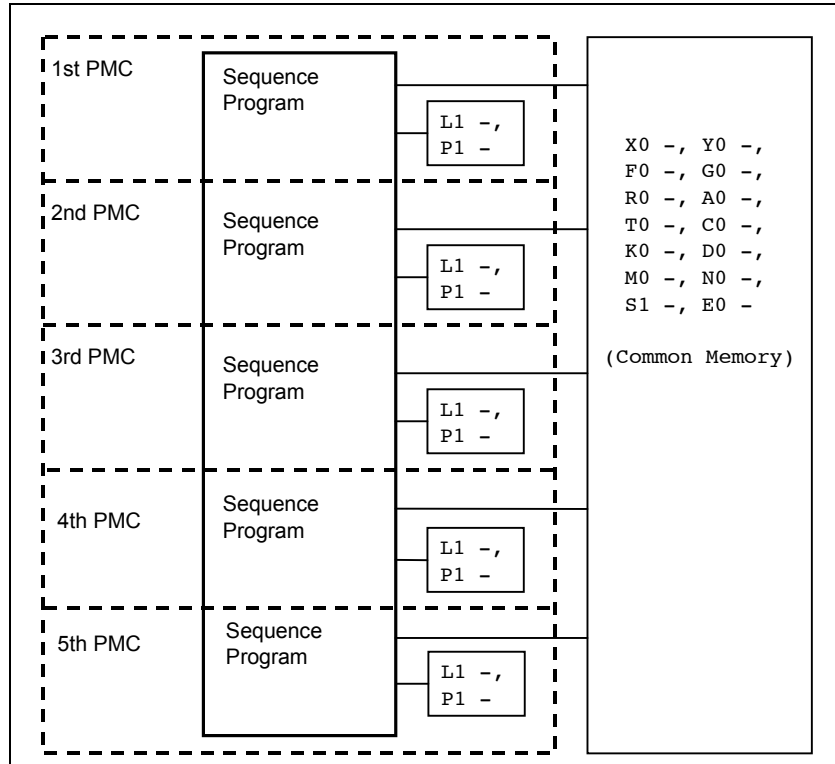 1st PMC
Sequence
Program
L1 –,
P1 –
2nd PMC
Sequence
Program
L1 –,
P1 –
3rd PMC
Sequence
Program
L1 –,
P1 –
4th PMC
Sequence
Program
L1 –,
P1 –
5th PMC
Sequence
Program
L1 –,
P1 –
X0 –, Y0 –,
F0 –, G0 –,
R0 –, A0 –,
T0 –, C0 –,
K0 –, D0 –,
M0 –, N0 –,
S1 –, E0 –
(Common Memory)